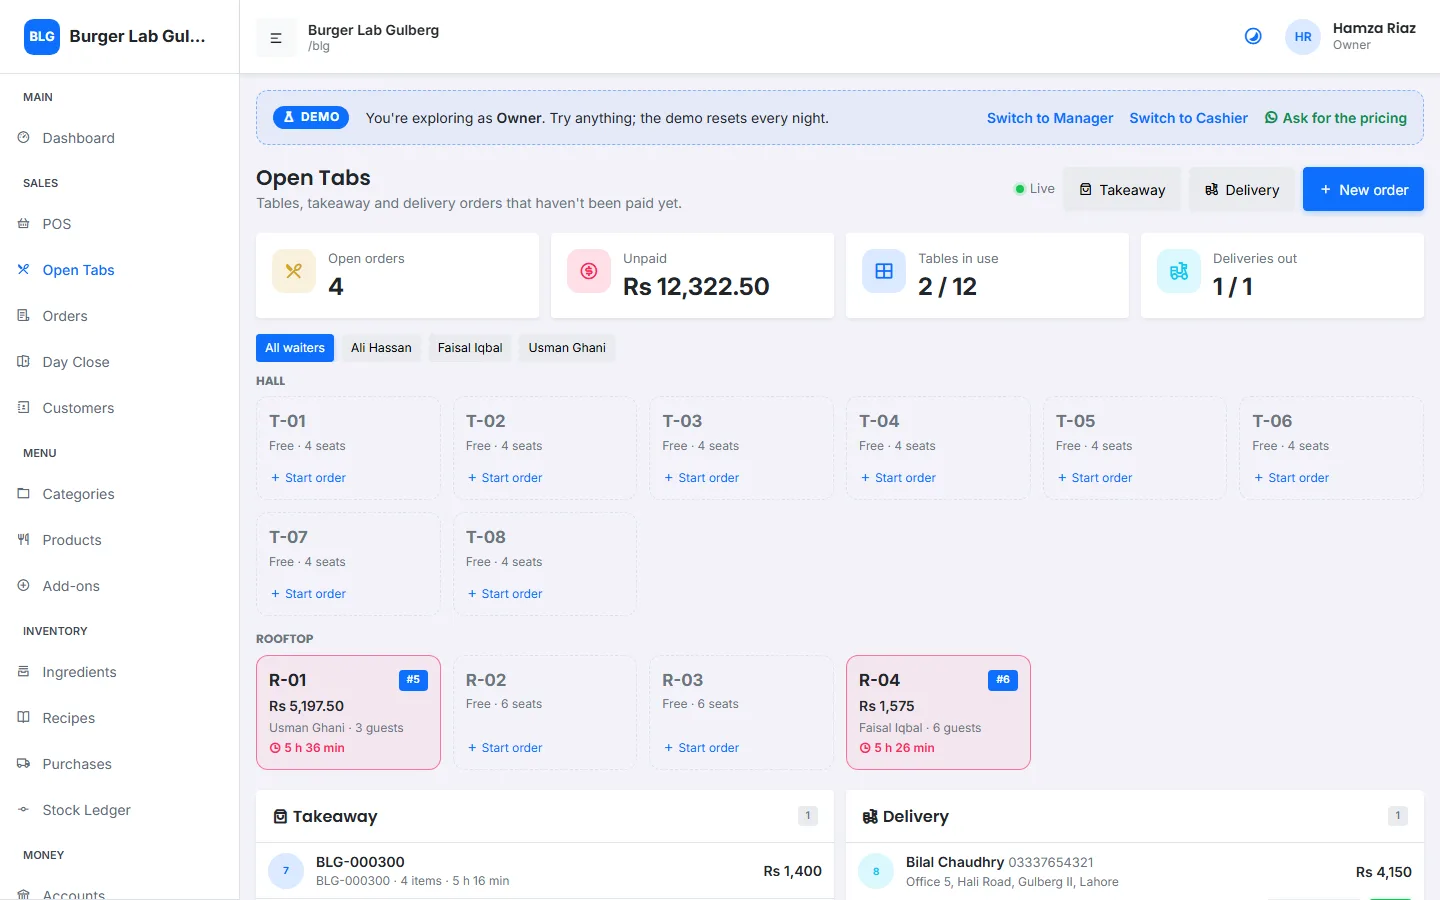 BLG Burger Lab Gul...
MAIN
Dashboard
SALES
POS
Open Tabs
Orders
Day Close
Customers
MENU
Categories
Products
Add-ons
INVENTORY
Ingredients
Recipes
Purchases
Stock Ledger
MONEY
Accounts
Burger Lab Gulberg
/blg
HR
Hamza Riaz
Owner
DEMO You're exploring as Owner. Try anything; the demo resets every night. Switch to Manager Switch to Cashier Ask for the pricing
Open Tabs
Tables, takeaway and delivery orders that haven't been paid yet.
Live Takeaway Delivery + New order
Open orders
4
Unpaid
Rs 12,322.50
Tables in use
2 / 12
Deliveries out
1 / 1
All waiters Ali Hassan Faisal Iqbal Usman Ghani
HALL
T-01
Free · 4 seats
+ Start order
T-02
Free · 4 seats
+ Start order
T-03
Free · 4 seats
+ Start order
T-04
Free · 4 seats
+ Start order
T-05
Free · 4 seats
+ Start order
T-06
Free · 4 seats
+ Start order
T-07
Free · 4 seats
+ Start order
T-08
Free · 4 seats
+ Start order
ROOFTOP
R-01 #5
Rs 5,197.50
Usman Ghani · 3 guests
5 h 36 min
R-02
Free · 6 seats
+ Start order
R-03
Free · 6 seats
+ Start order
R-04 #6
Rs 1,575
Faisal Iqbal · 6 guests
5 h 26 min
Takeaway 1
7 BLG-000300 Rs 1,400
BLG-000300 · 4 items · 5 h 16 min
Delivery 1
8 Bilal Chaudhry 03337654321 Rs 4,150
Office 5, Hali Road, Gulberg II, Lahore